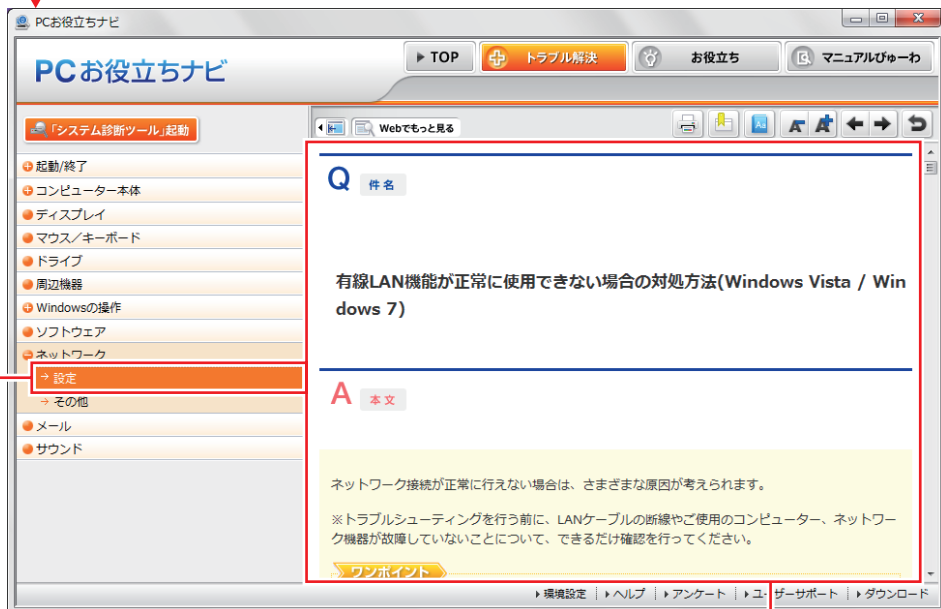 PCお役立ちナビ
PCお役立ちナビ
TOP
トラブル解決
お役立ち
マニュアルびゅーわ
「システム診断ツール」起動
Webでもっと見る
起動/終了
コンピューター本体
ディスプレイ
マウス/キーボード
ドライブ
周辺機器
Windowsの操作
ソフトウェア
ネットワーク
→ 設定
→ その他
メール
サウンド
Q 件名
有線LAN機能が正常に使用できない場合の対処方法(Windows Vista / Win
dows 7)
A 本文
ネットワーク接続が正常に行えない場合は、さまざまな原因が考えられます。
※トラブルシューティングを行う前に、LANケーブルの断線やご使用のコンピューター、ネットワー
ク機器が故障していないことについて、できるだけ確認を行ってください。
ワンポイント
環境設定 ヘルプ アンケート ユーザーサポート ダウンロード